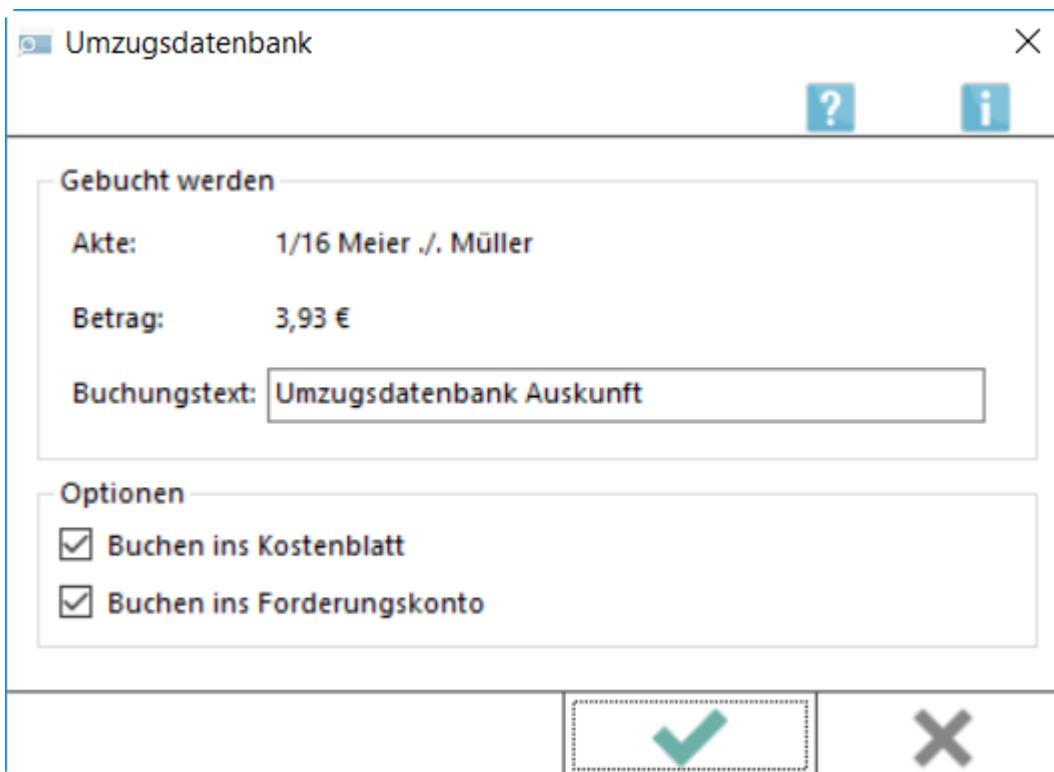 Umzugsdatenbank
? i
Gebucht werden
Akte: 1/16 Meier ./. Müller
Betrag: 3,93 €
Buchungstext: Umzugsdatenbank Auskunft
Optionen
Buchen ins Kostenblatt
Buchen ins Forderungskonto